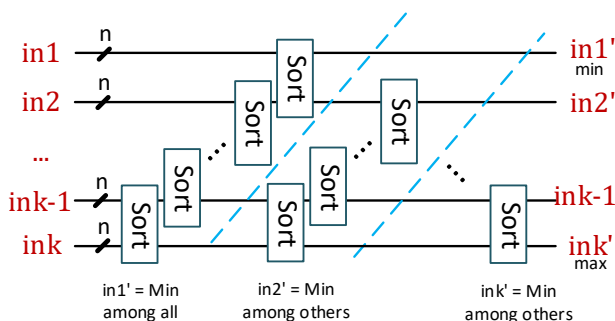 n
in1
Sort
in1'
min
n
in2
Sort
Sort
in2'
...
Sort
Sort
n
ink-1
ink-1
Sort
Sort
Sort
ink
n
ink'
max
in1' = Min
among all
in2' = Min
among others
ink' = Min
among others